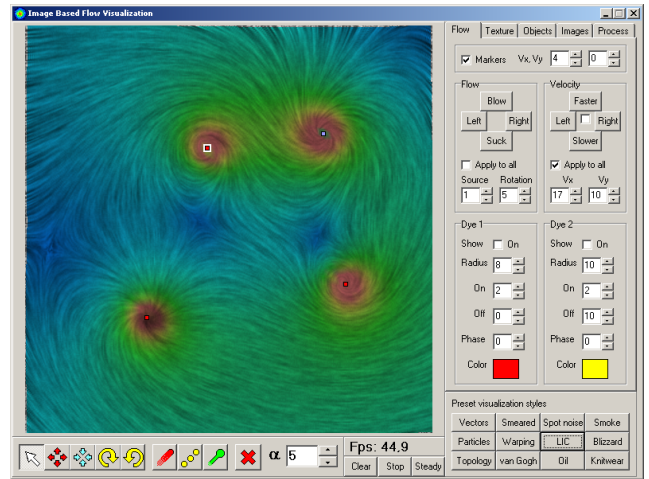 Image Based Flow Visualization
Flow Texture Objects Images Process
Markers Vx, Vy 4 0
Flow Velocity
Blow Faster
Left Right Left Right
Suck Slower
Apply to all Apply to all
Source Rotation Vx Vy
1 5 17 10
Dye 1 Dye 2
Show On Show On
Radius 8 Radius 10
On 2 On 2
Off 0 Off 10
Phase 0 Phase 0
Color Color
Preset visualization styles
Vectors Smeared Spot noise Smoke
Particles Warping LIC Blizzard
Topology van Gogh Oil Knitwear
α 5 Fps: 44,9
Clear Stop Steady